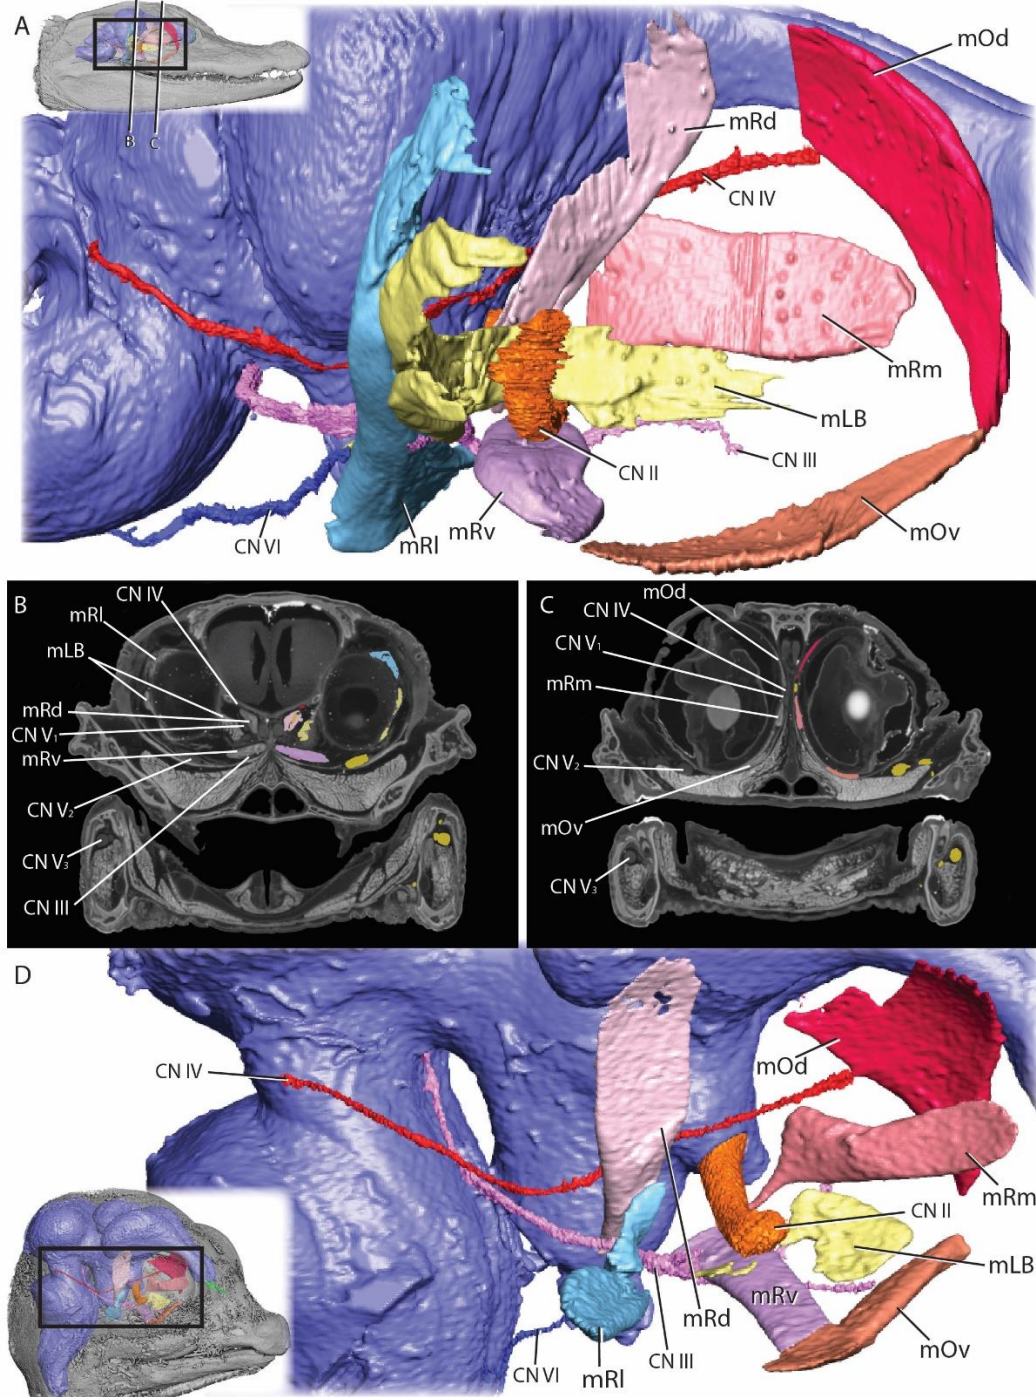 A
B
C
mOd
mRd
CN IV
mRm
mLB
CN II
CN III
mRv
mRl
CN VI
mOv
B
CN IV
mRl
mLB
mRd
CN V₁
mRv
CN V₂
CN V₃
CN III
C
mOd
CN IV
CN V₁
mRm
CN V₂
mOv
CN V₃
D
CN IV
mOd
mRm
CN II
mLB
mRv
mOv
mRd
CN III
mRl
CN VI